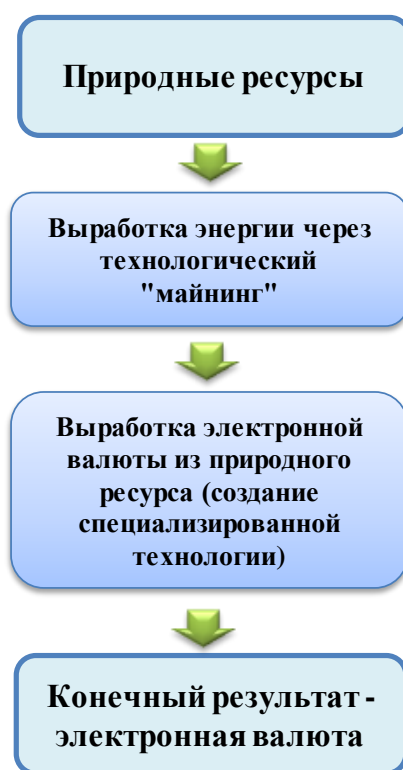 Природные ресурсы
Выработка энергии через
технологический
"майнинг"
Выработка электронной
валюты из природного
ресурса (создание
специализированной
технологии)
Конечный результат -
электронная валюта